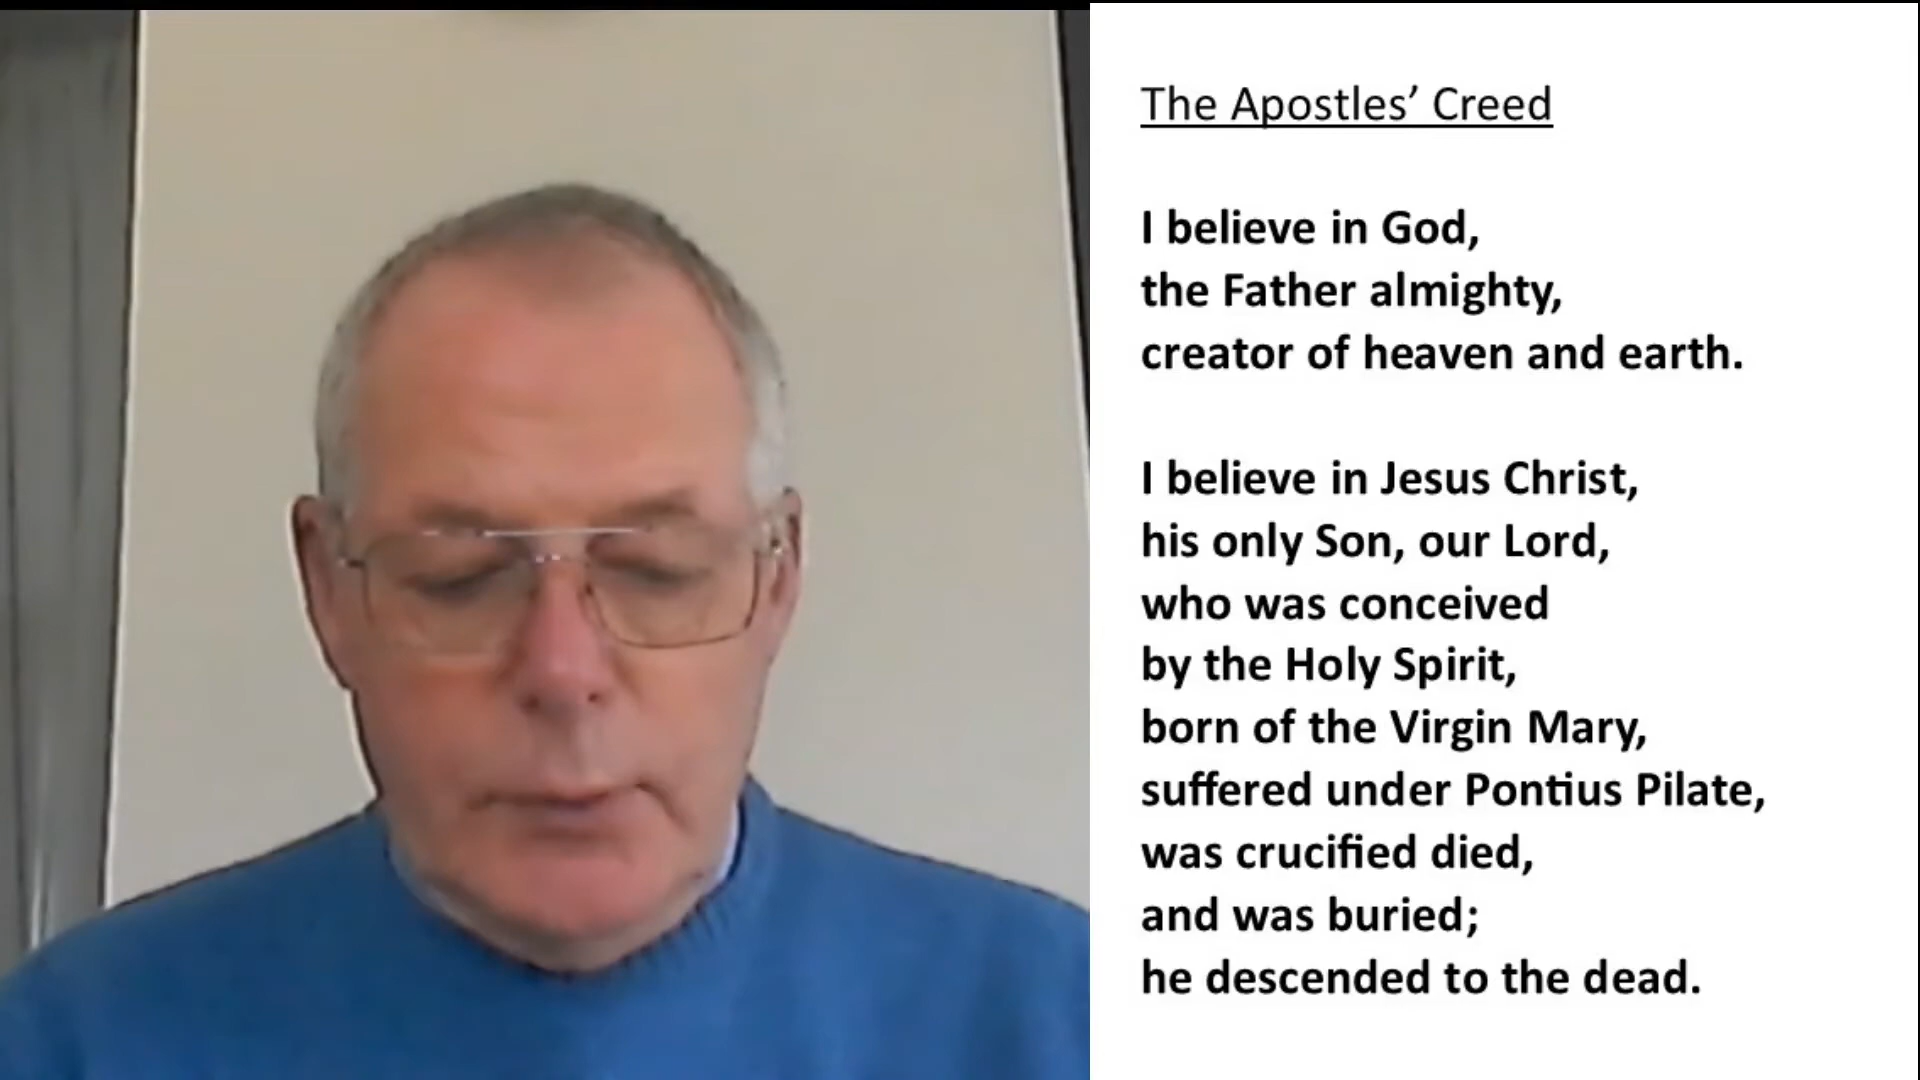 The Apostles’ Creed
I believe in God,
the Father almighty,
creator of heaven and earth.
I believe in Jesus Christ,
his only Son, our Lord,
who was conceived
by the Holy Spirit,
born of the Virgin Mary,
suffered under Pontius Pilate,
was crucified died,
and was buried;
he descended to the dead.